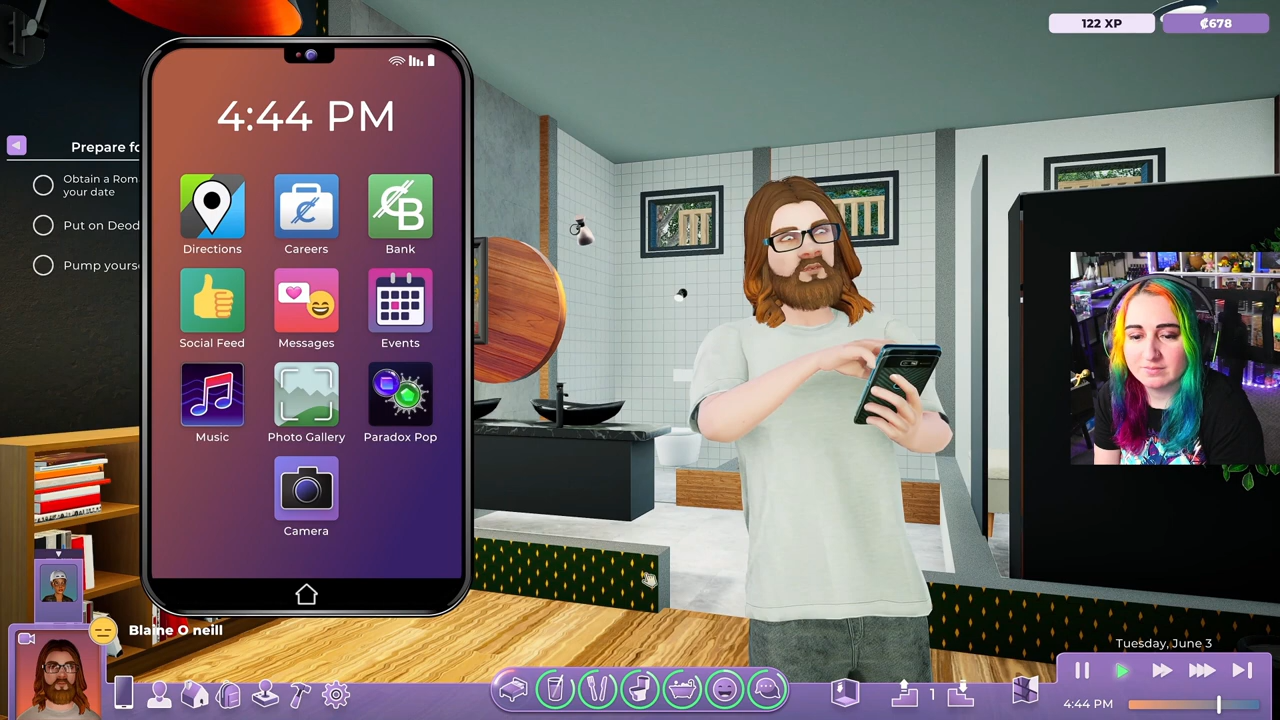 122 XP
₡678
4:44 PM
Prepare fo
Obtain a Rom
your date
Put on Deod
Pump yourse
Directions
Careers
Bank
Social Feed
Messages
Events
Music
Photo Gallery
Paradox Pop
Camera
Blaine O neill
1
Tuesday, June 3
4:44 PM